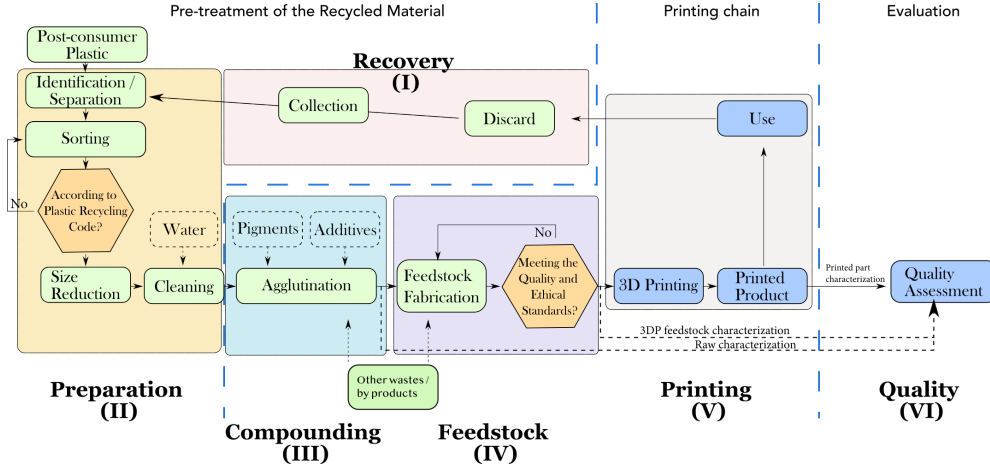 Pre-treatment of the Recycled Material
Printing chain
Evaluation
Post-consumer
Plastic
Recovery
(I)
Identification /
Separation
Collection
Discard
Use
Sorting
No
According to
Plastic Recycling
Code?
Water
Pigments
Additives
No
Size
Reduction
Cleaning
Agglutination
Feedstock
Fabrication
Meeting the
Quality and
Ethical
Standards?
3D Printing
Printed
Product
Printed part
characterization
Quality
Assessment
3DP feedstock characterization
Raw characterization
Other wastes /
by products
Preparation
(II)
Compounding
(III)
Feedstock
(IV)
Printing
(V)
Quality
(VI)